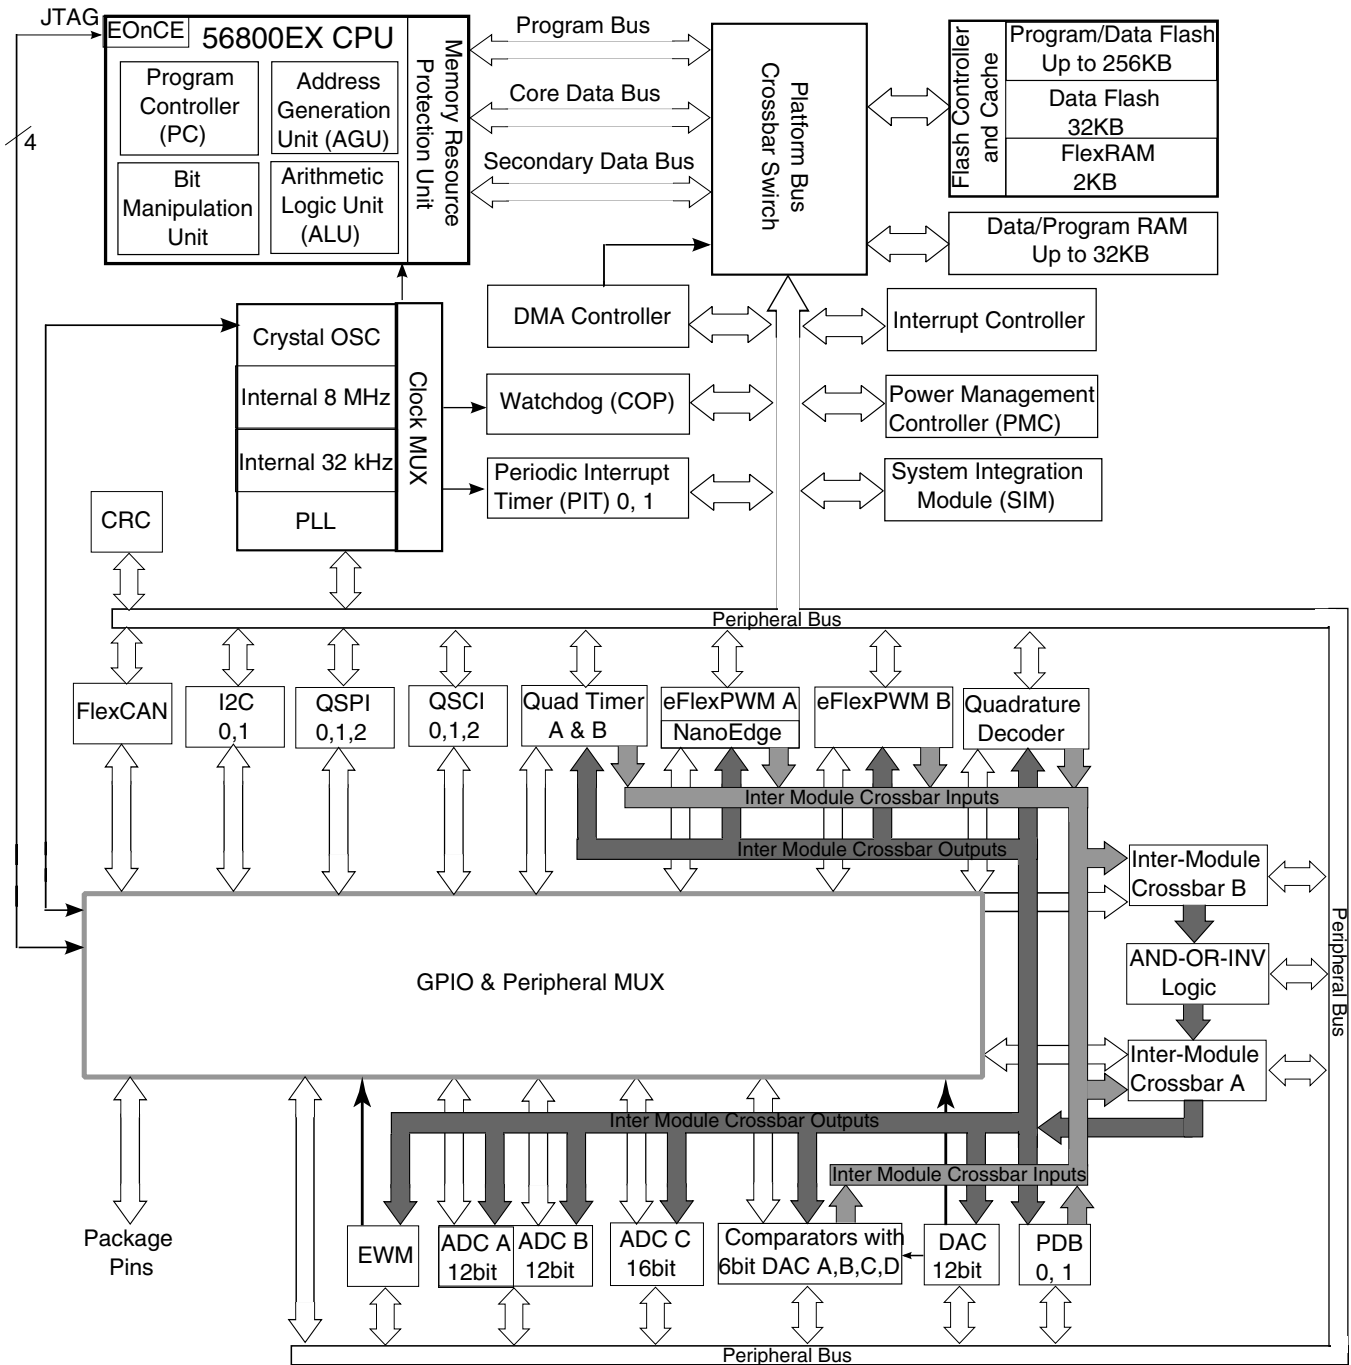 JTAG
EOnCE
56800EX CPU
Program
Controller
(PC)
Address
Generation
Unit (AGU)
Bit
Manipulation
Unit
Arithmetic
Logic Unit
(ALU)
Memory Resource
Protection Unit
4
Program Bus
Core Data Bus
Secondary Data Bus
Platform Bus
Crossbar Swirch
Flash Controller
and Cache
Program/Data Flash
Up to 256KB
Data Flash
32KB
FlexRAM
2KB
Data/Program RAM
Up to 32KB
Crystal OSC
Internal 8 MHz
Internal 32 kHz
PLL
Clock MUX
DMA Controller
Watchdog (COP)
Periodic Interrupt
Timer (PIT) 0, 1
Interrupt Controller
Power Management
Controller (PMC)
System Integration
Module (SIM)
CRC
Peripheral Bus
FlexCAN
I2C
0,1
QSPI
0,1,2
QSCI
0,1,2
Quad Timer
A & B
eFlexPWM A
NanoEdge
eFlexPWM B
Quadrature
Decoder
Inter Module Crossbar Inputs
Inter Module Crossbar Outputs
Inter-Module
Crossbar B
AND-OR-INV
Logic
Inter-Module
Crossbar A
Peripheral Bus
GPIO & Peripheral MUX
Inter Module Crossbar Outputs
Inter Module Crossbar Inputs
Package
Pins
EWM
ADC A
12bit
ADC B
12bit
ADC C
16bit
Comparators with
6bit DAC A,B,C,D
DAC
12bit
PDB
0, 1
Peripheral Bus